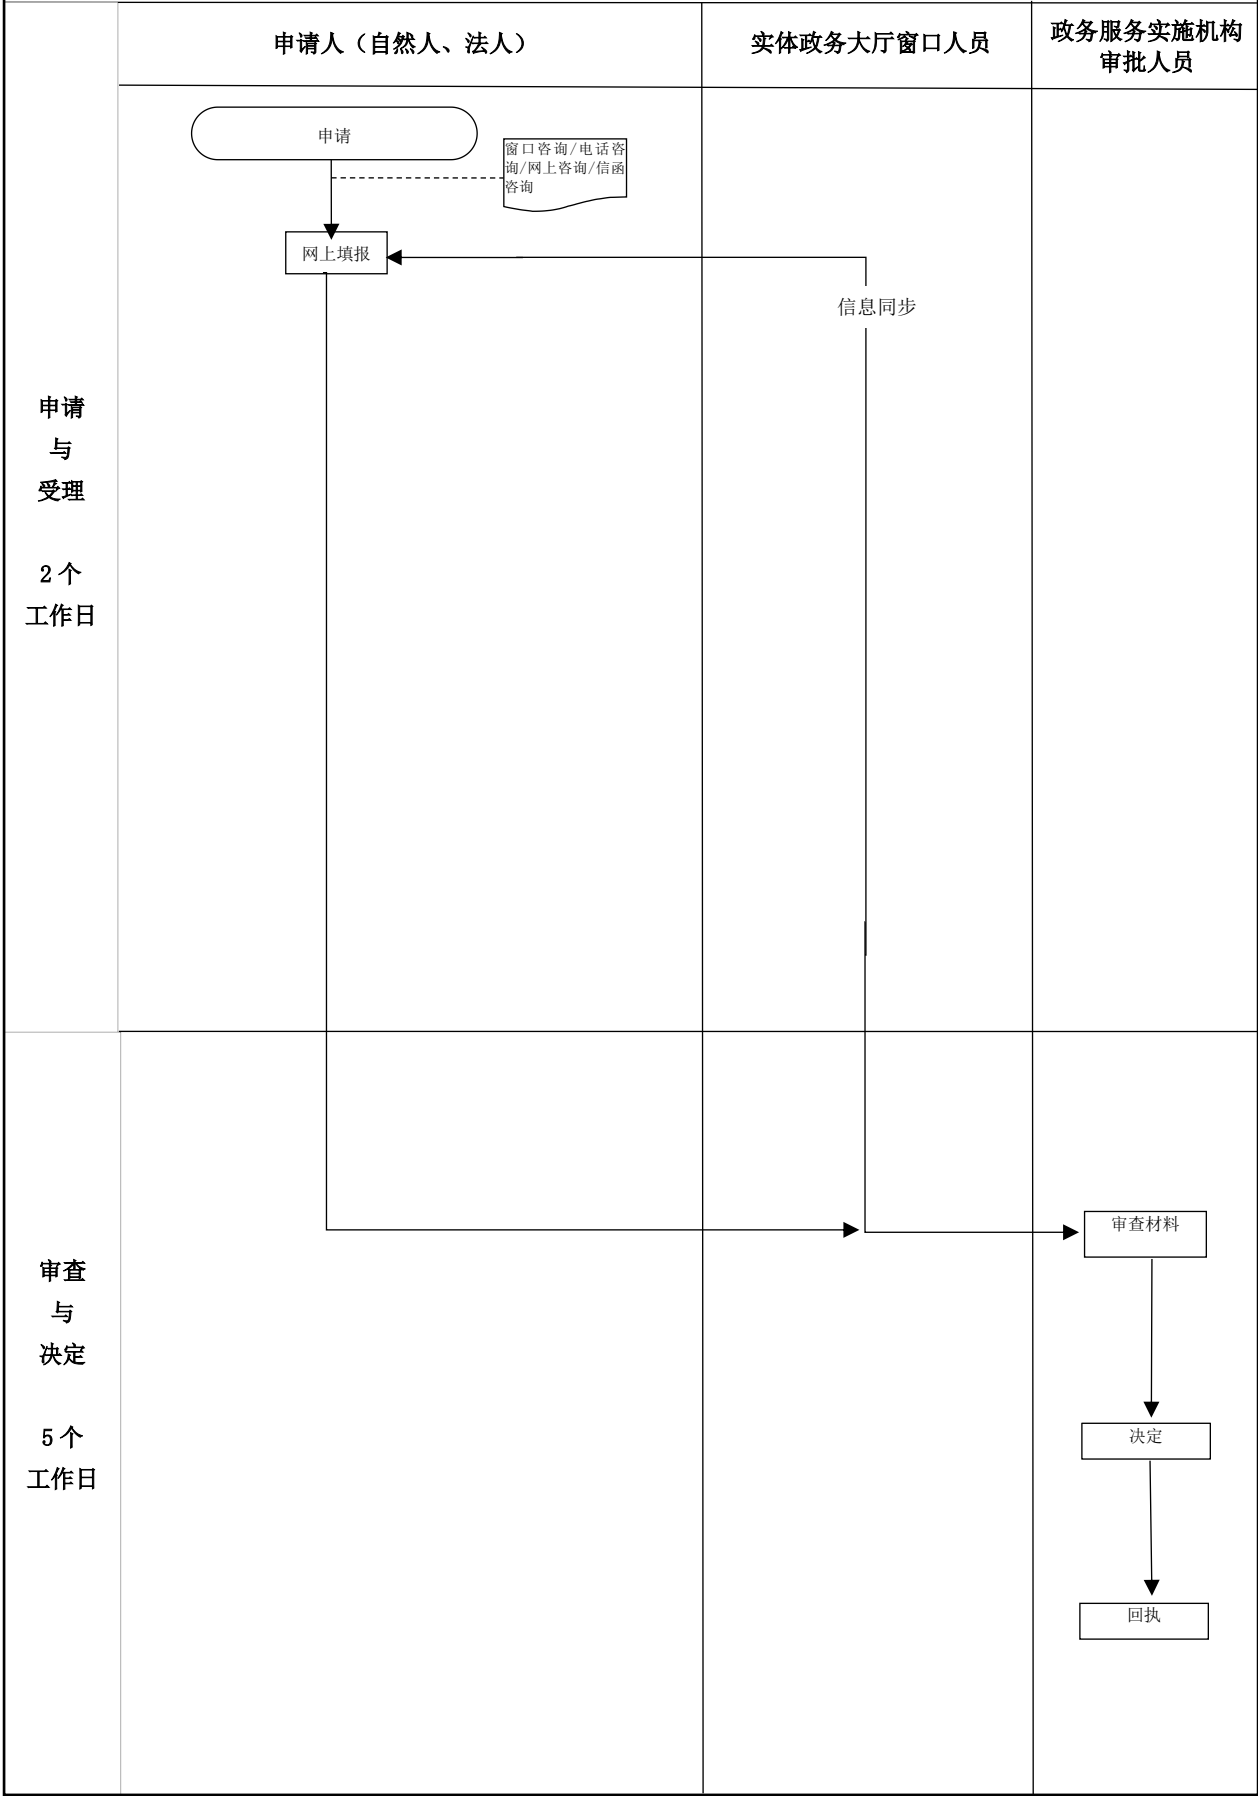 申请人（自然人、法人）
实体政务大厅窗口人员
政务服务实施机构
审批人员
申请
窗口咨询/电话咨
询/网上咨询/信函
咨询
网上填报
信息同步
申请
与
受理
2个
工作日
审查材料
审查
与
决定
5个
工作日
决定
回执